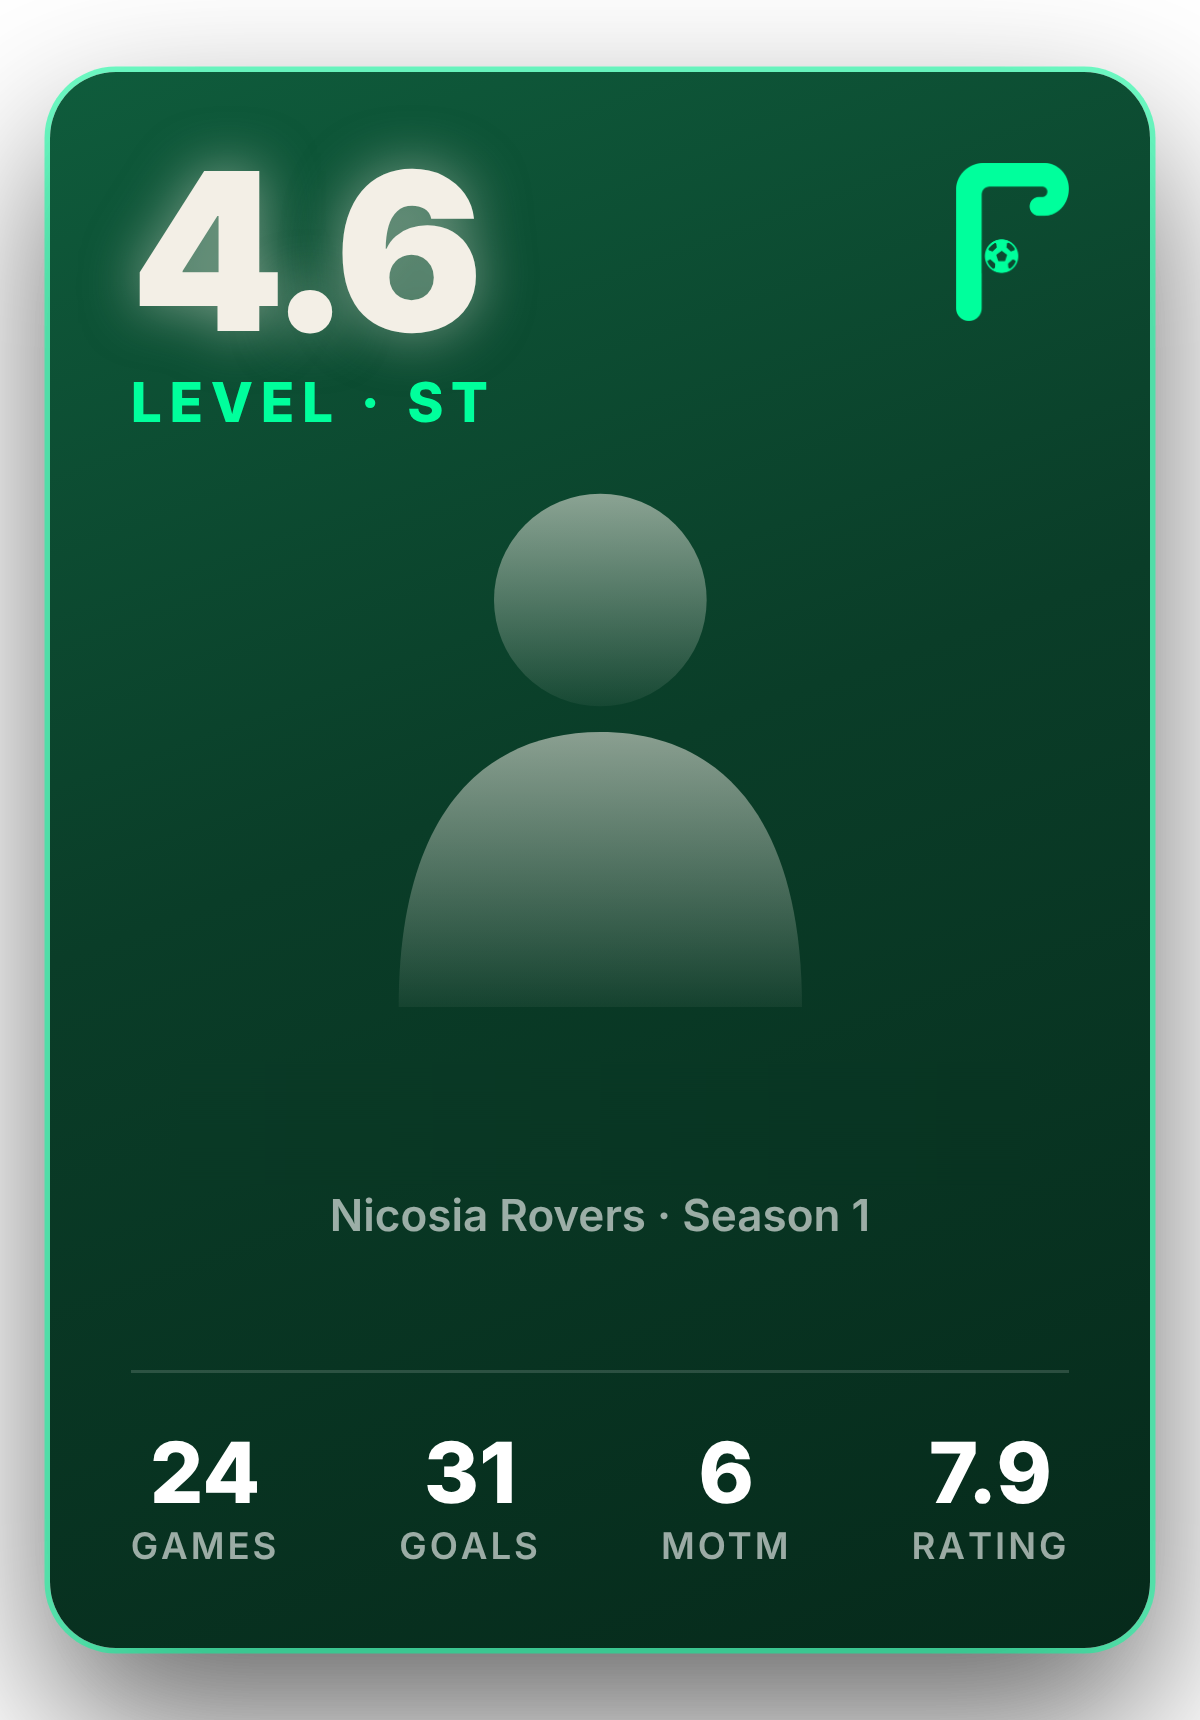 4.6
LEVEL · ST
Nicosia Rovers · Season 1
24 31 6 7.9
GAMES GOALS MOTM RATING